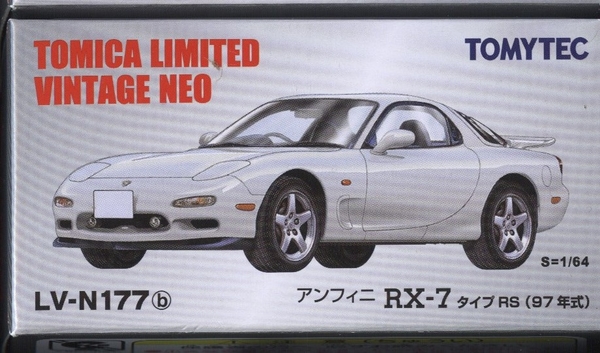 TOMICA LIMITED
VINTAGE NEO
TOMYTEC
S=1/64
LV-N177ⓑ
アンフィニ RX-7 タイプRS (97年式)